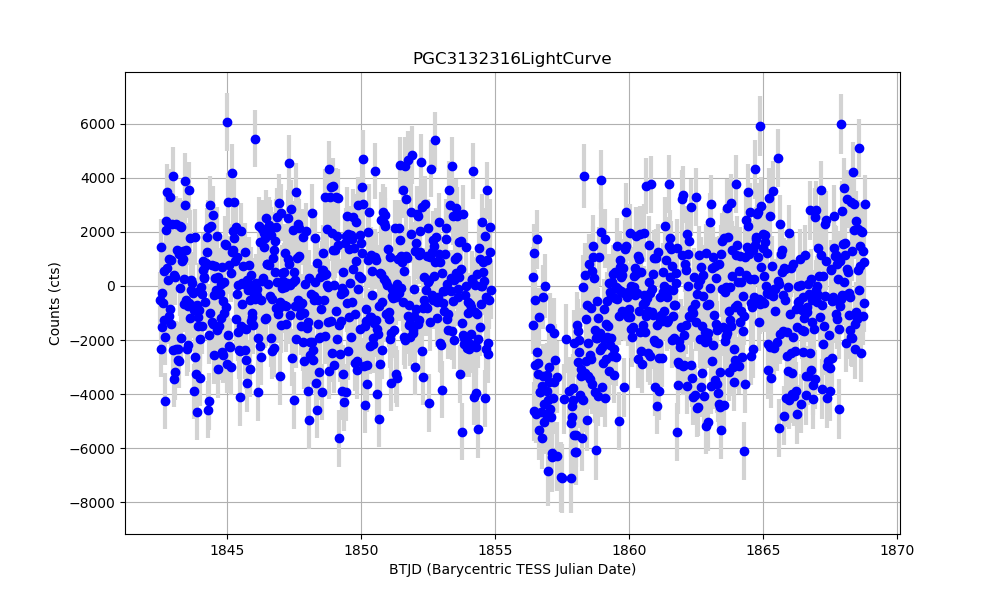 PGC3132316LightCurve
Counts (cts)
6000
4000
2000
0
−2000
−4000
−6000
−8000
1845 1850 1855 1860 1865 1870
BTJD (Barycentric TESS Julian Date)